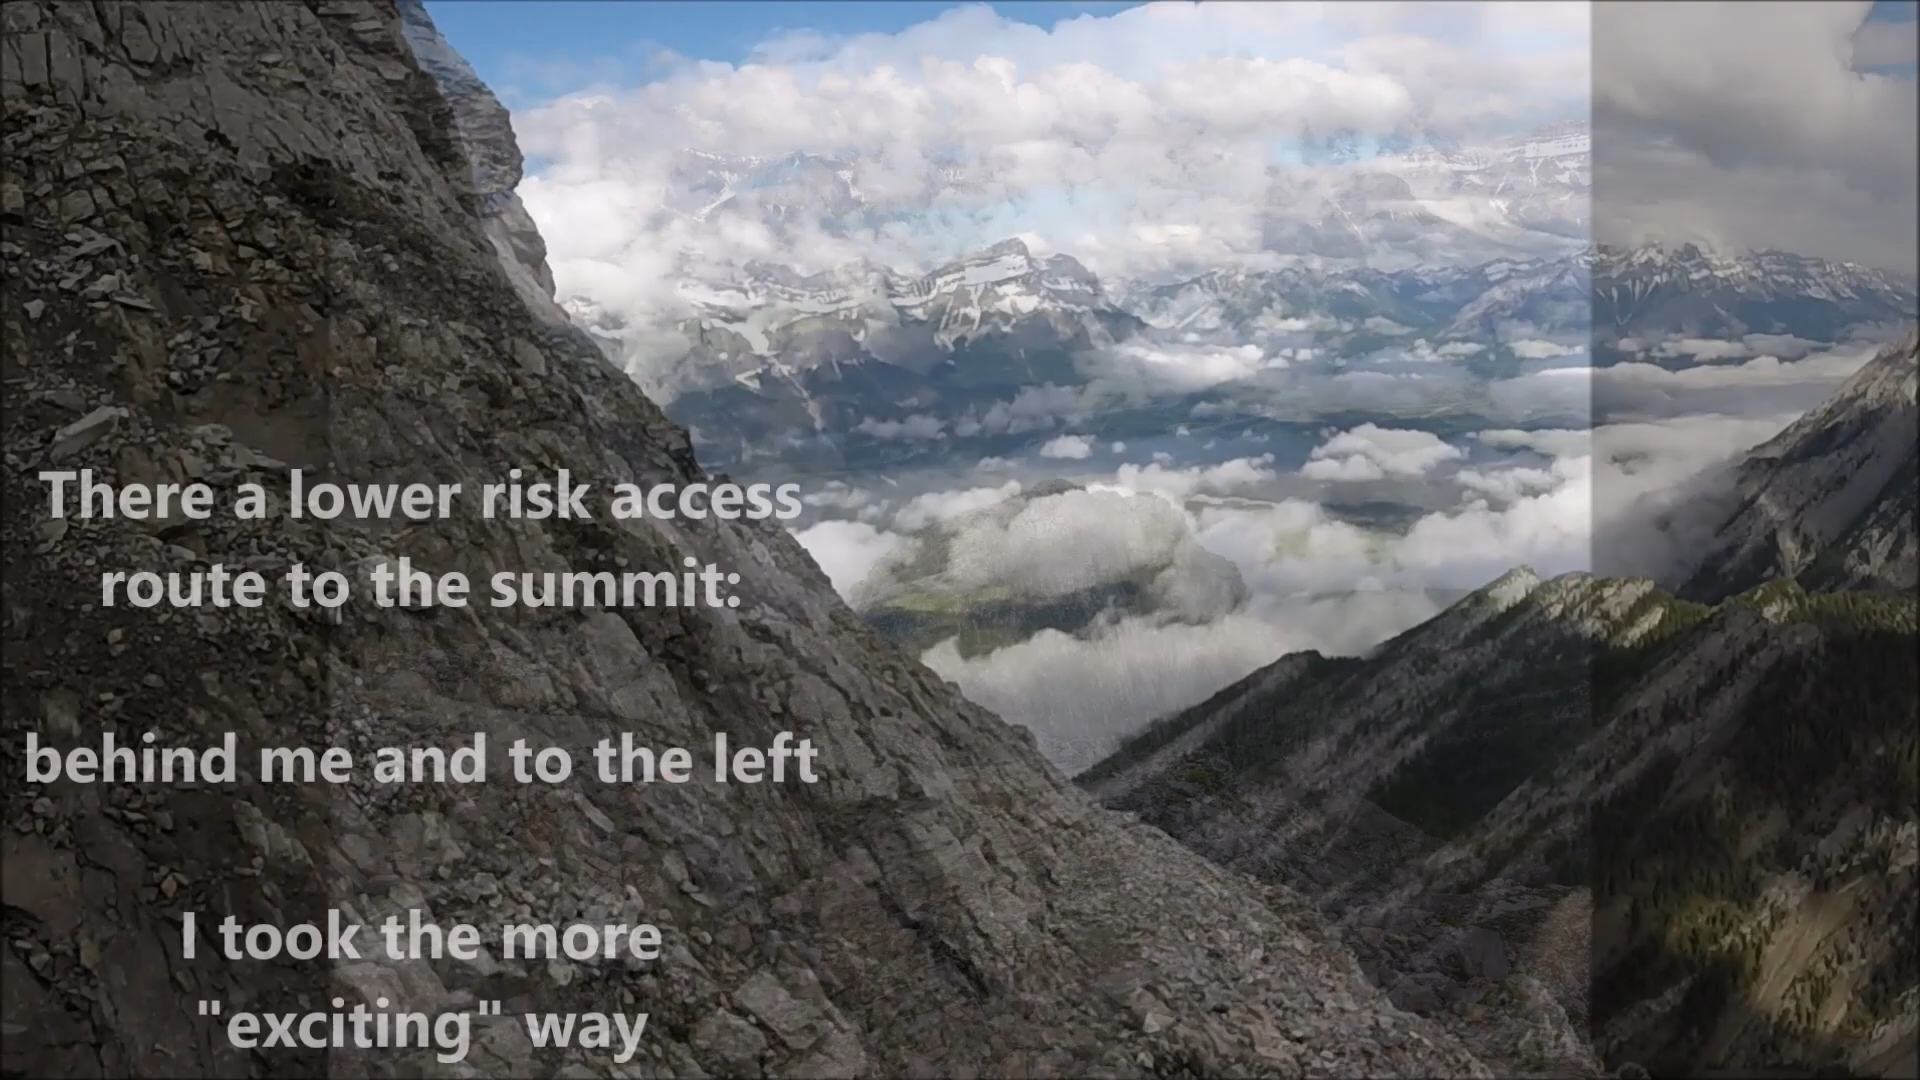 There a lower risk access
route to the summit:
behind me and to the left
I took the more
"exciting" way